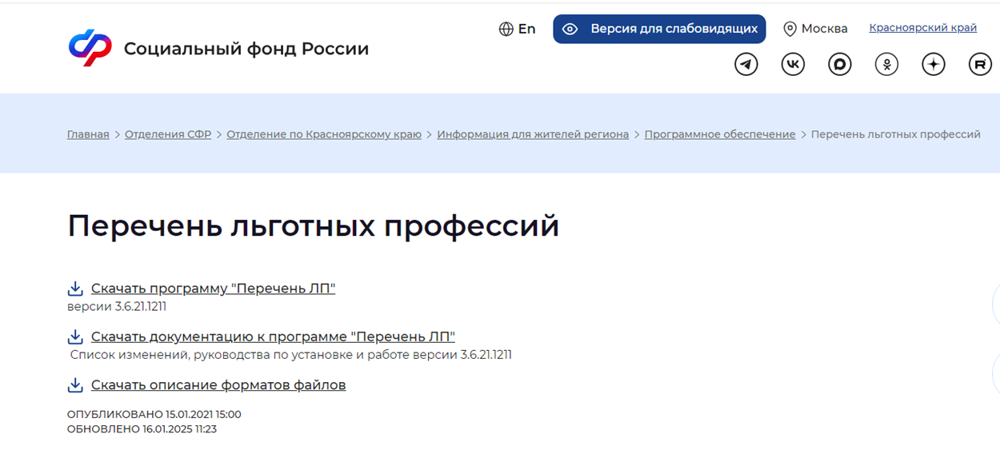 En
Версия для слабовидящих
Москва
Красноярский край
Социальный фонд России
Главная > Отделения СФР > Отделение по Красноярскому краю > Информация для жителей региона > Программное обеспечение > Перечень льготных профессий
Перечень льготных профессий
Скачать программу "Перечень ЛП"
версии 3.6.21.1211
Скачать документацию к программе "Перечень ЛП"
Список изменений, руководства по установке и работе версии 3.6.21.1211
Скачать описание форматов файлов
ОПУБЛИКОВАНО 15.01.2021 15:00
ОБНОВЛЕНО 16.01.2025 11:23